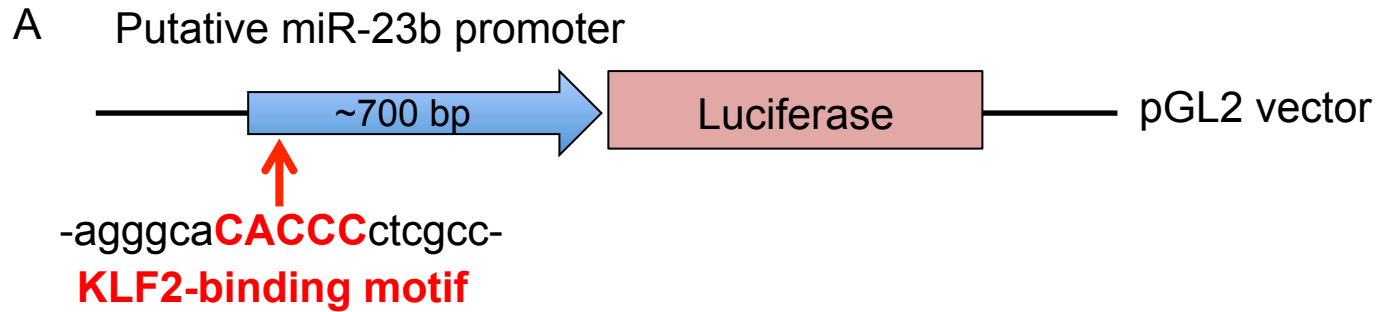 A Putative miR-23b promoter
~700 bp Luciferase pGL2 vector
-agggcaCACCCctcgcc-
KLF2-binding motif